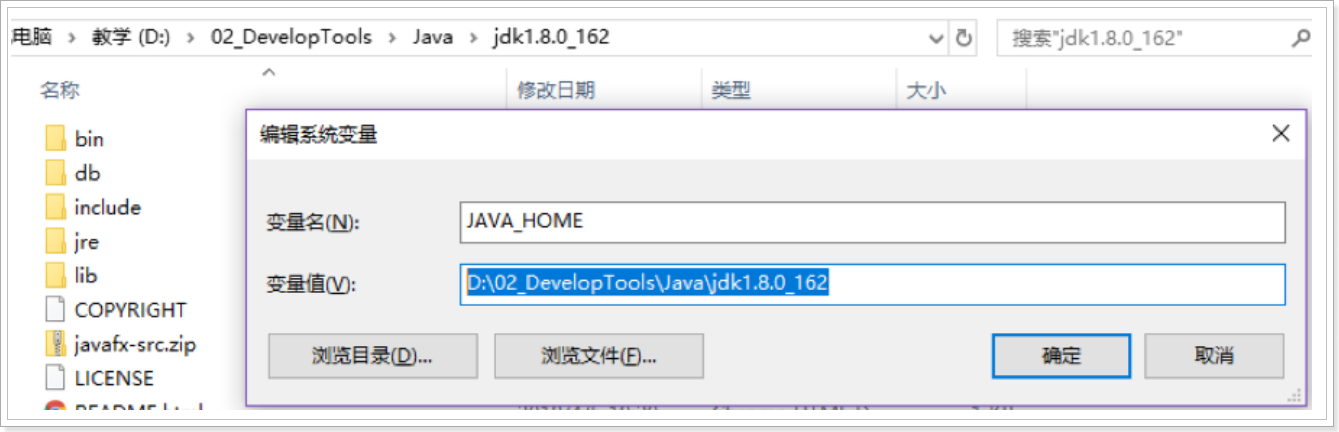 电脑 › 教学 (D:) › 02_DevelopTools › Java › jdk1.8.0_162
搜索"jdk1.8.0_162"
名称 修改日期 类型 大小
bin
db
include
jre
lib
COPYRIGHT
javafx-src.zip
LICENSE
README.html
编辑系统变量
变量名(N):
JAVA_HOME
变量值(V):
D:\02_DevelopTools\Java\jdk1.8.0_162
浏览目录(D)...
浏览文件(F)...
确定
取消